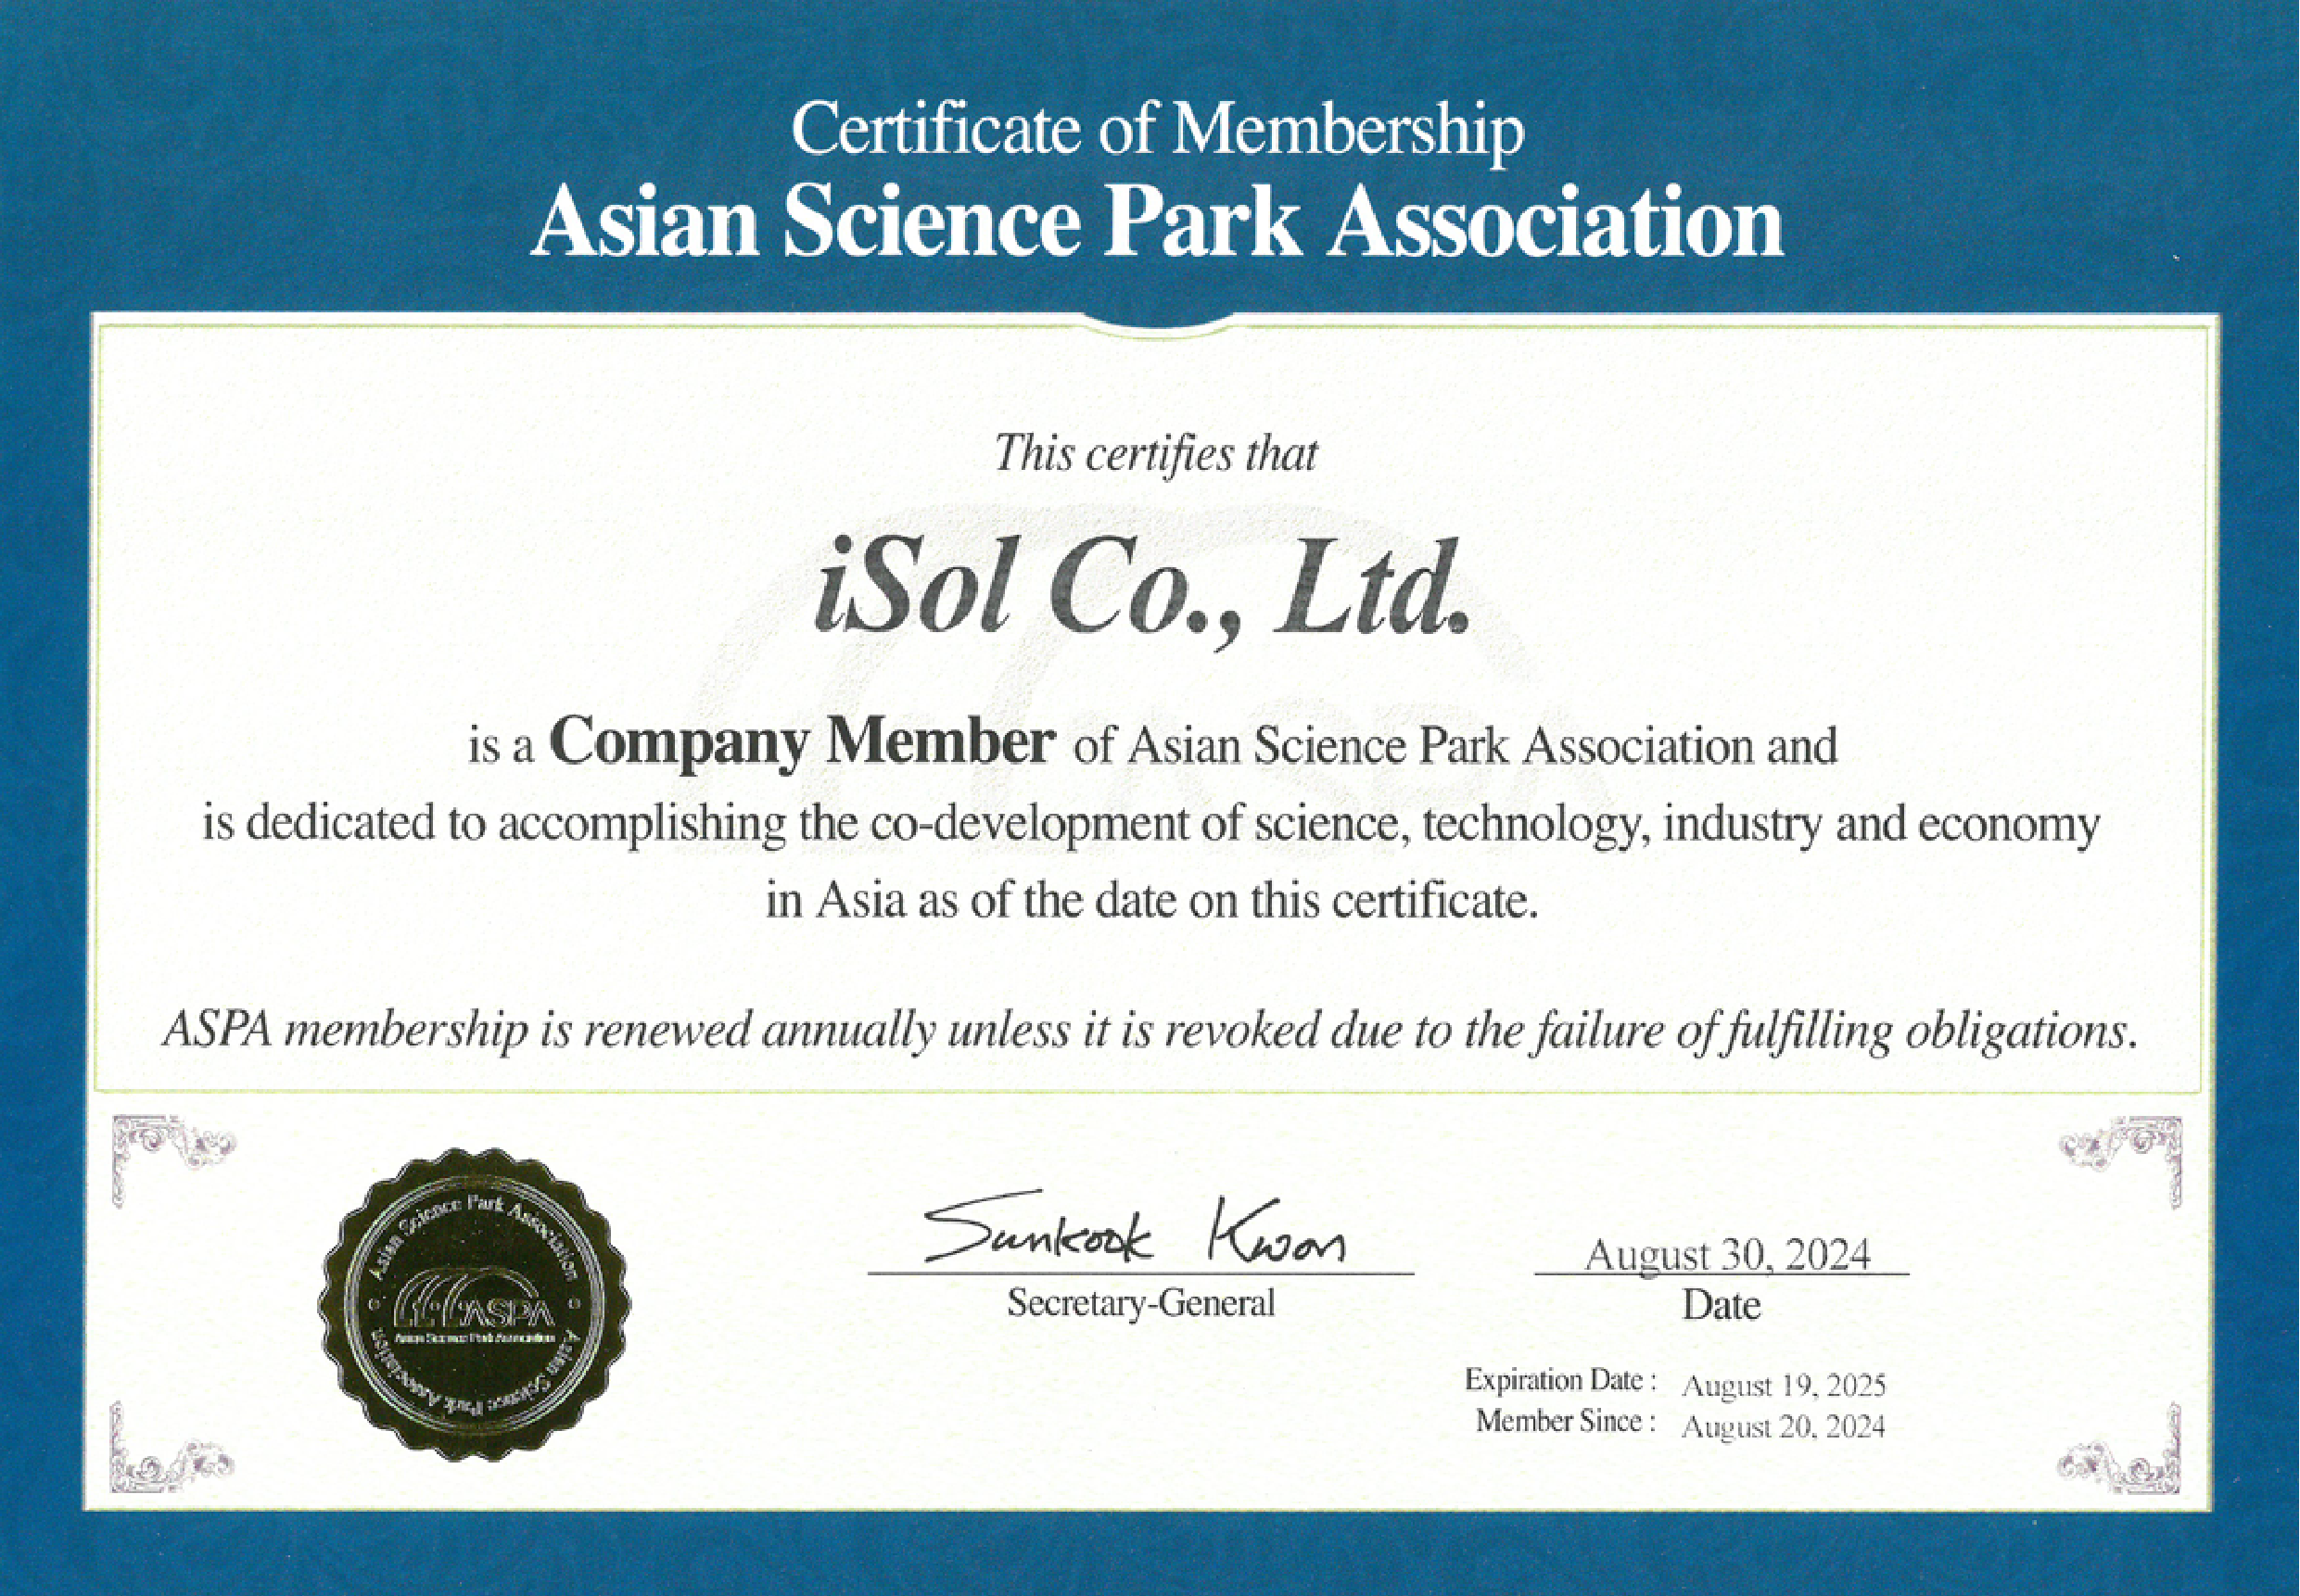 Certificate of Membership
Asian Science Park Association
This certifies that
iSol Co., Ltd.
is a Company Member of Asian Science Park Association and
is dedicated to accomplishing the co-development of science, technology, industry and economy
in Asia as of the date on this certificate.
ASPA membership is renewed annually unless it is revoked due to the failure of fulfilling obligations.
Asian Science Park Association
ASPA
Asian Science Park Association
Asian Science Park Association
Sunkook Kwon
Secretary-General
August 30, 2024
Date
Expiration Date : August 19, 2025
Member Since : August 20, 2024